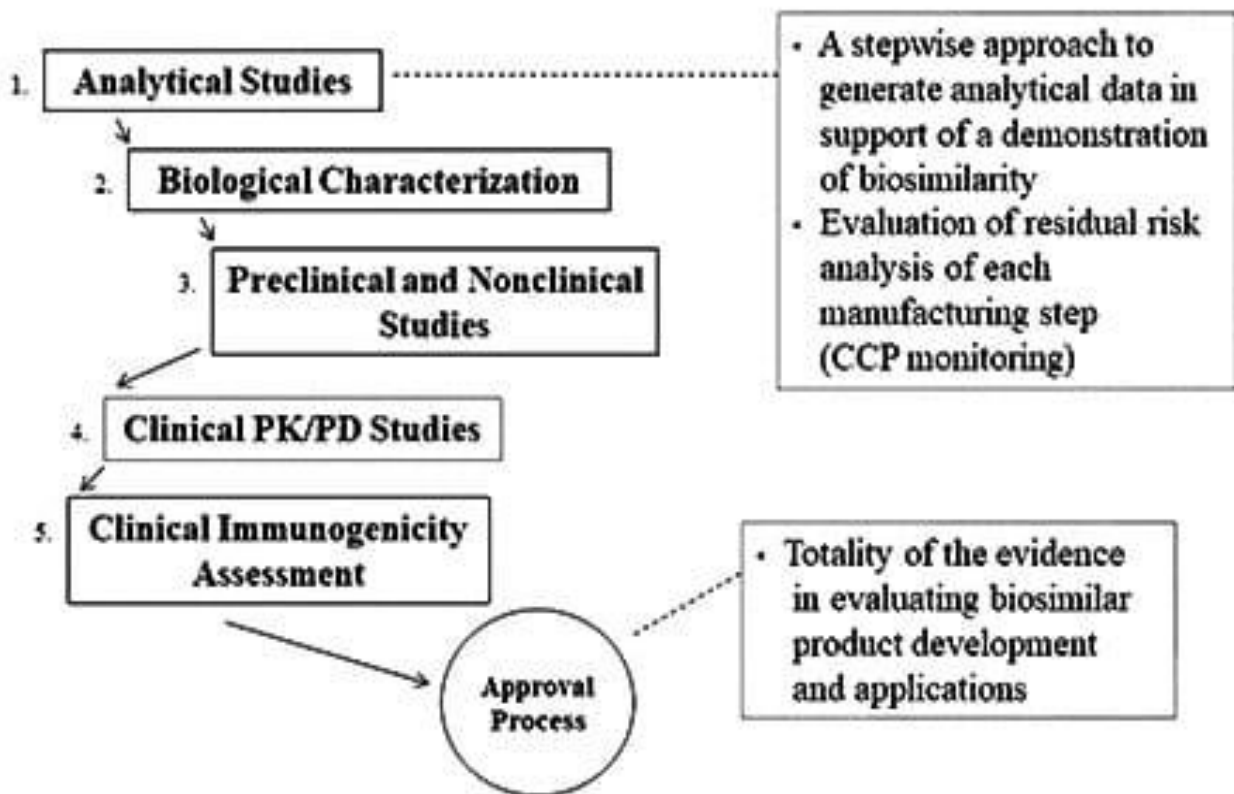 1. Analytical Studies
2. Biological Characterization
3. Preclinical and Nonclinical
Studies
4. Clinical PK/PD Studies
5. Clinical Immunogenicity
Assessment
Approval
Process
• A stepwise approach to
generate analytical data in
support of a demonstration
of biosimilarity
• Evaluation of residual risk
analysis of each
manufacturing step
(CCP monitoring)
• Totality of the evidence
in evaluating biosimilar
product development
and applications